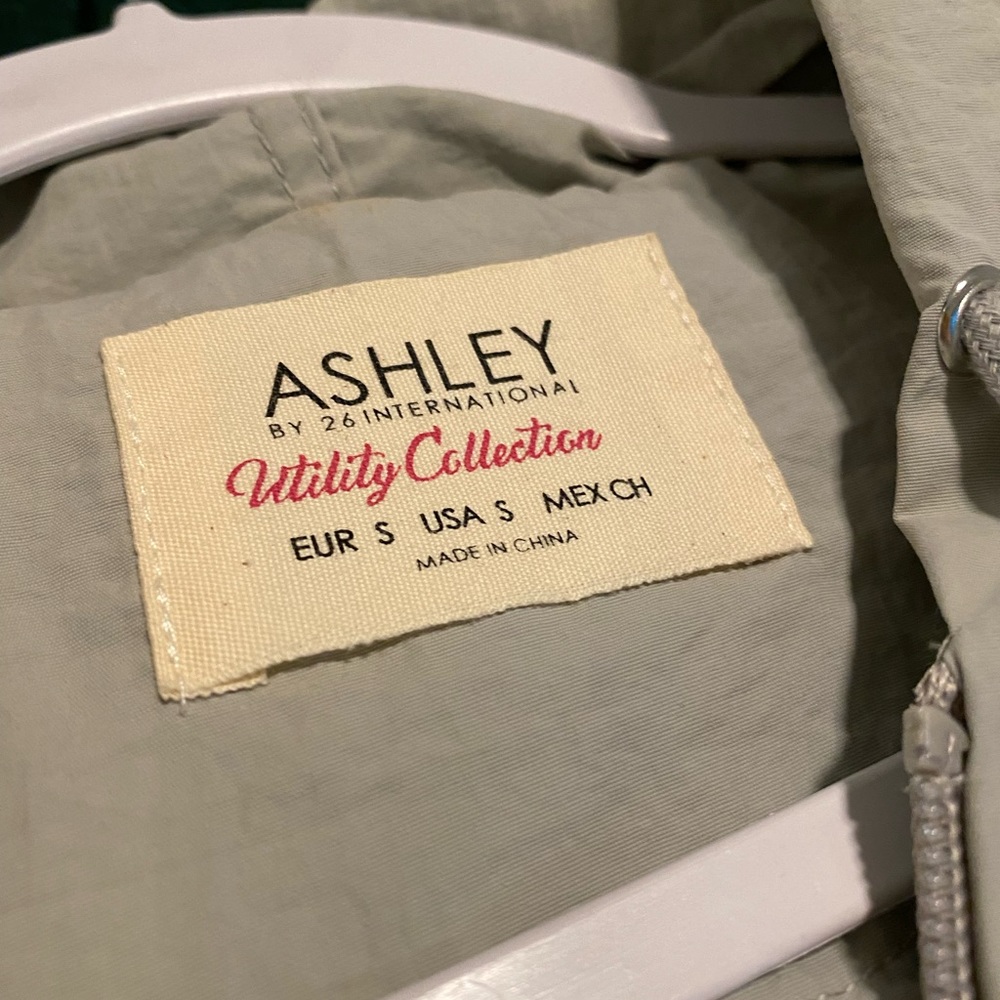 ASHLEY
BY 26 INTERNATIONAL
Utility Collection
EUR S USA S MEX CH
MADE IN CHINA